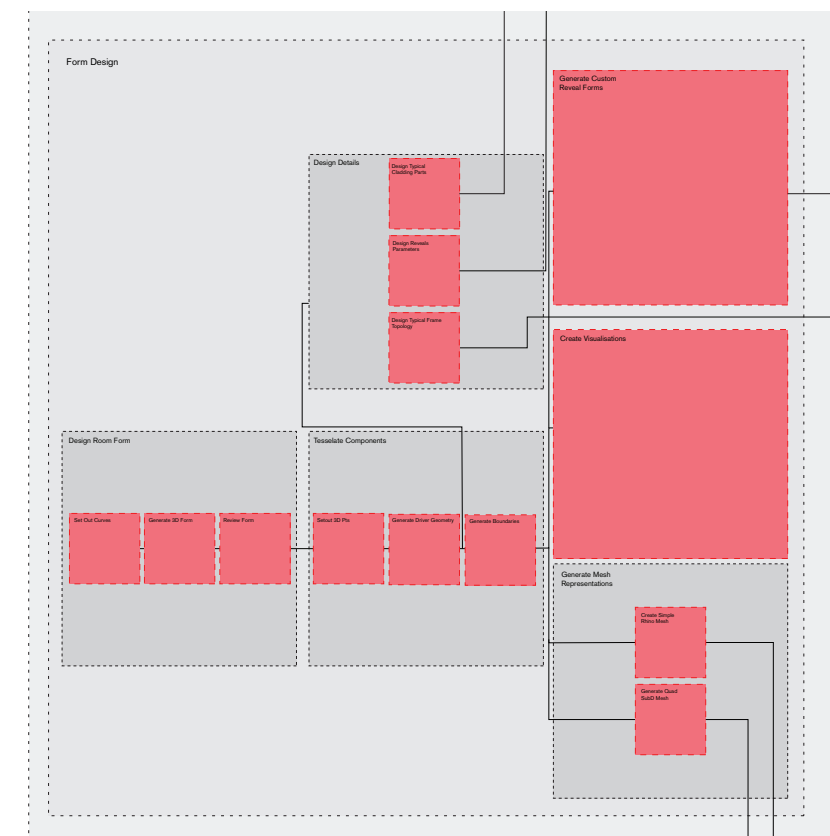 Form Design
Generate Custom
Reveal Forms
Design Details
Design Typical
Cladding Parts
Design Reveals
Parameters
Design Typical Frame
Topology
Create Visualisations
Design Room Form
Tesselate Components
Set Out Curves
Generate 3D Form
Review Form
Setout 3D Pts
Generate Driver Geometry
Generate Boundaries
Generate Mesh
Representations
Create Simple
Rhino Mesh
Generate Quad
SubD Mesh